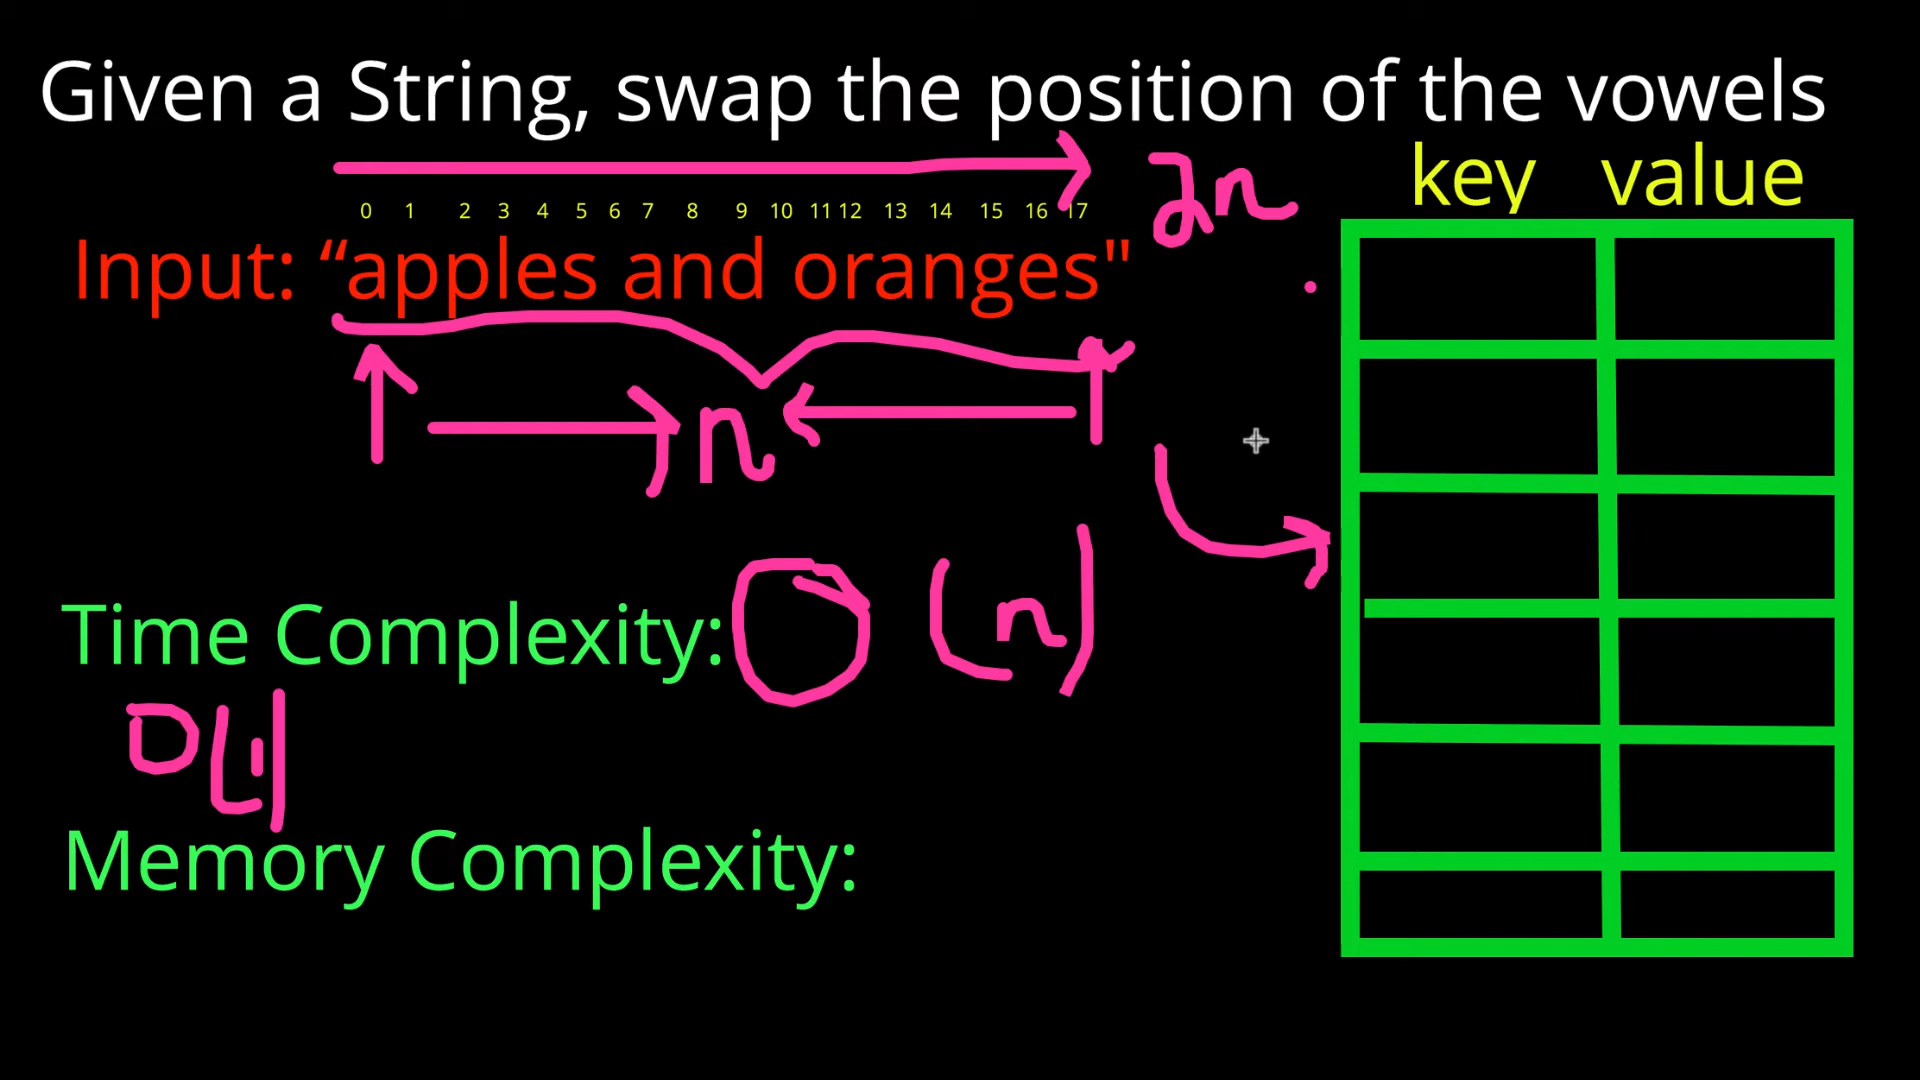 Given a String, swap the position of the vowels
key value
2n
0 1 2 3 4 5 6 7 8 9 10 11 12 13 14 15 16 17
Input: “apples and oranges"
n
Time Complexity: O (n)
Memory Complexity: